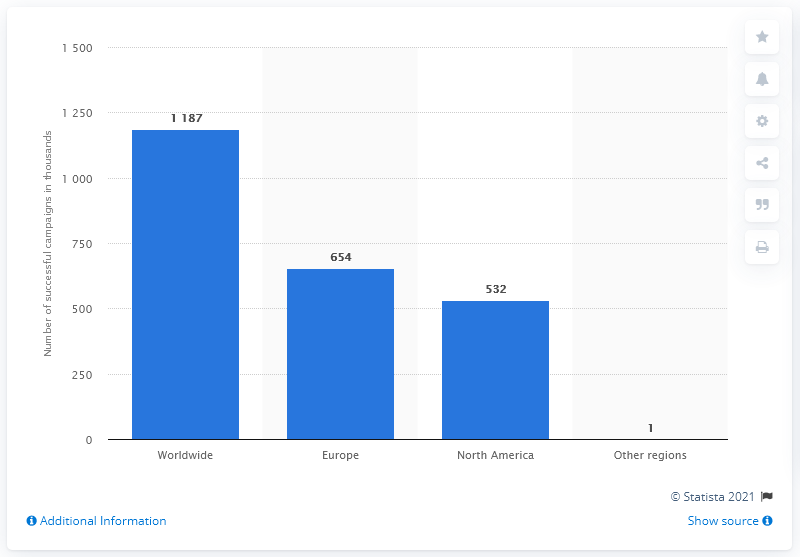 1 500
1 250
1 000
750
500
250
0
Number of successful campaigns in thousands
1 187
654
532
1
Worldwide
Europe
North America
Other regions
© Statista 2021
Additional Information
Show source